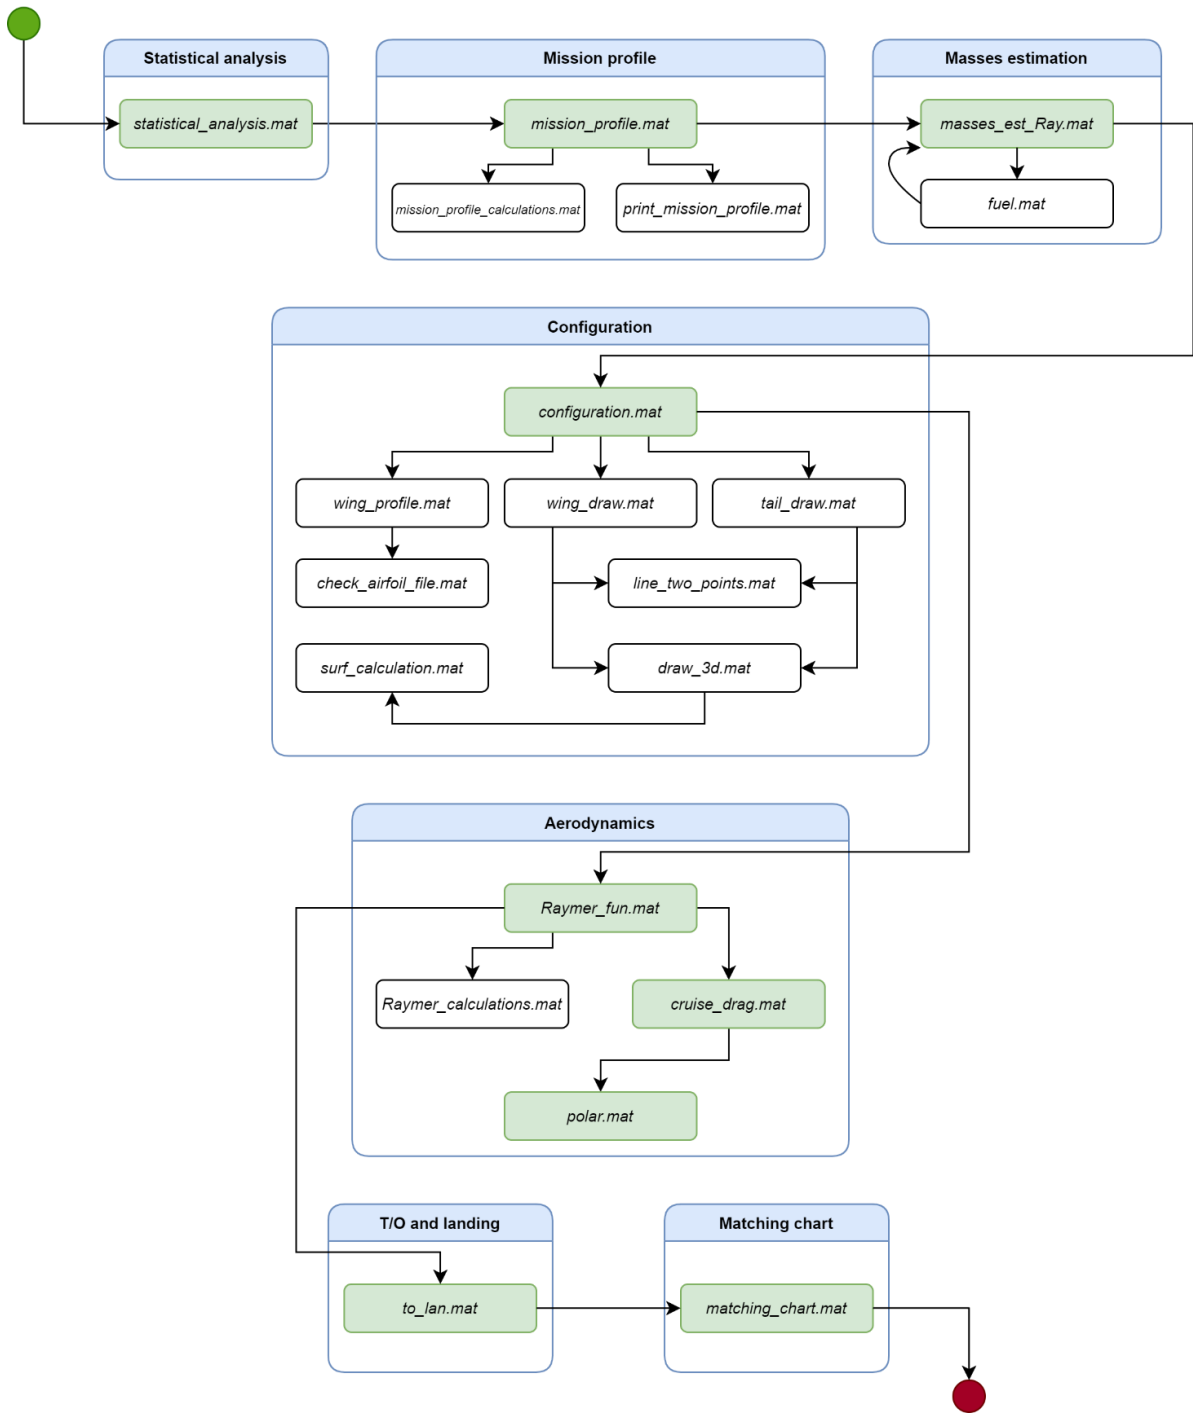 Statistical analysis
statistical_analysis.mat
Mission profile
mission_profile.mat
mission_profile_calculations.mat
print_mission_profile.mat
Masses estimation
masses_est_Ray.mat
fuel.mat
Configuration
configuration.mat
wing_profile.mat
wing_draw.mat
tail_draw.mat
check_airfoil_file.mat
line_two_points.mat
surf_calculation.mat
draw_3d.mat
Aerodynamics
Raymer_fun.mat
Raymer_calculations.mat
cruise_drag.mat
polar.mat
T/O and landing
to_lan.mat
Matching chart
matching_chart.mat